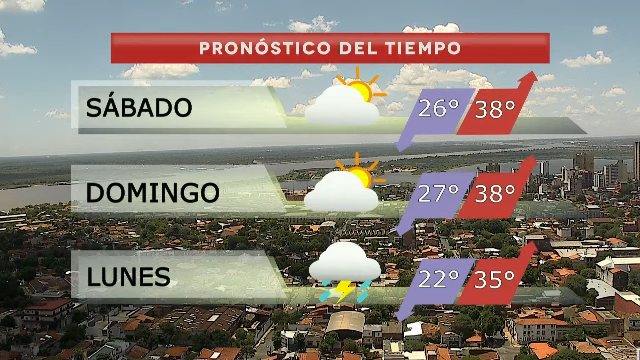 PRONÓSTICO DEL TIEMPO
SÁBADO 26° 38°
DOMINGO 27° 38°
LUNES 22° 35°